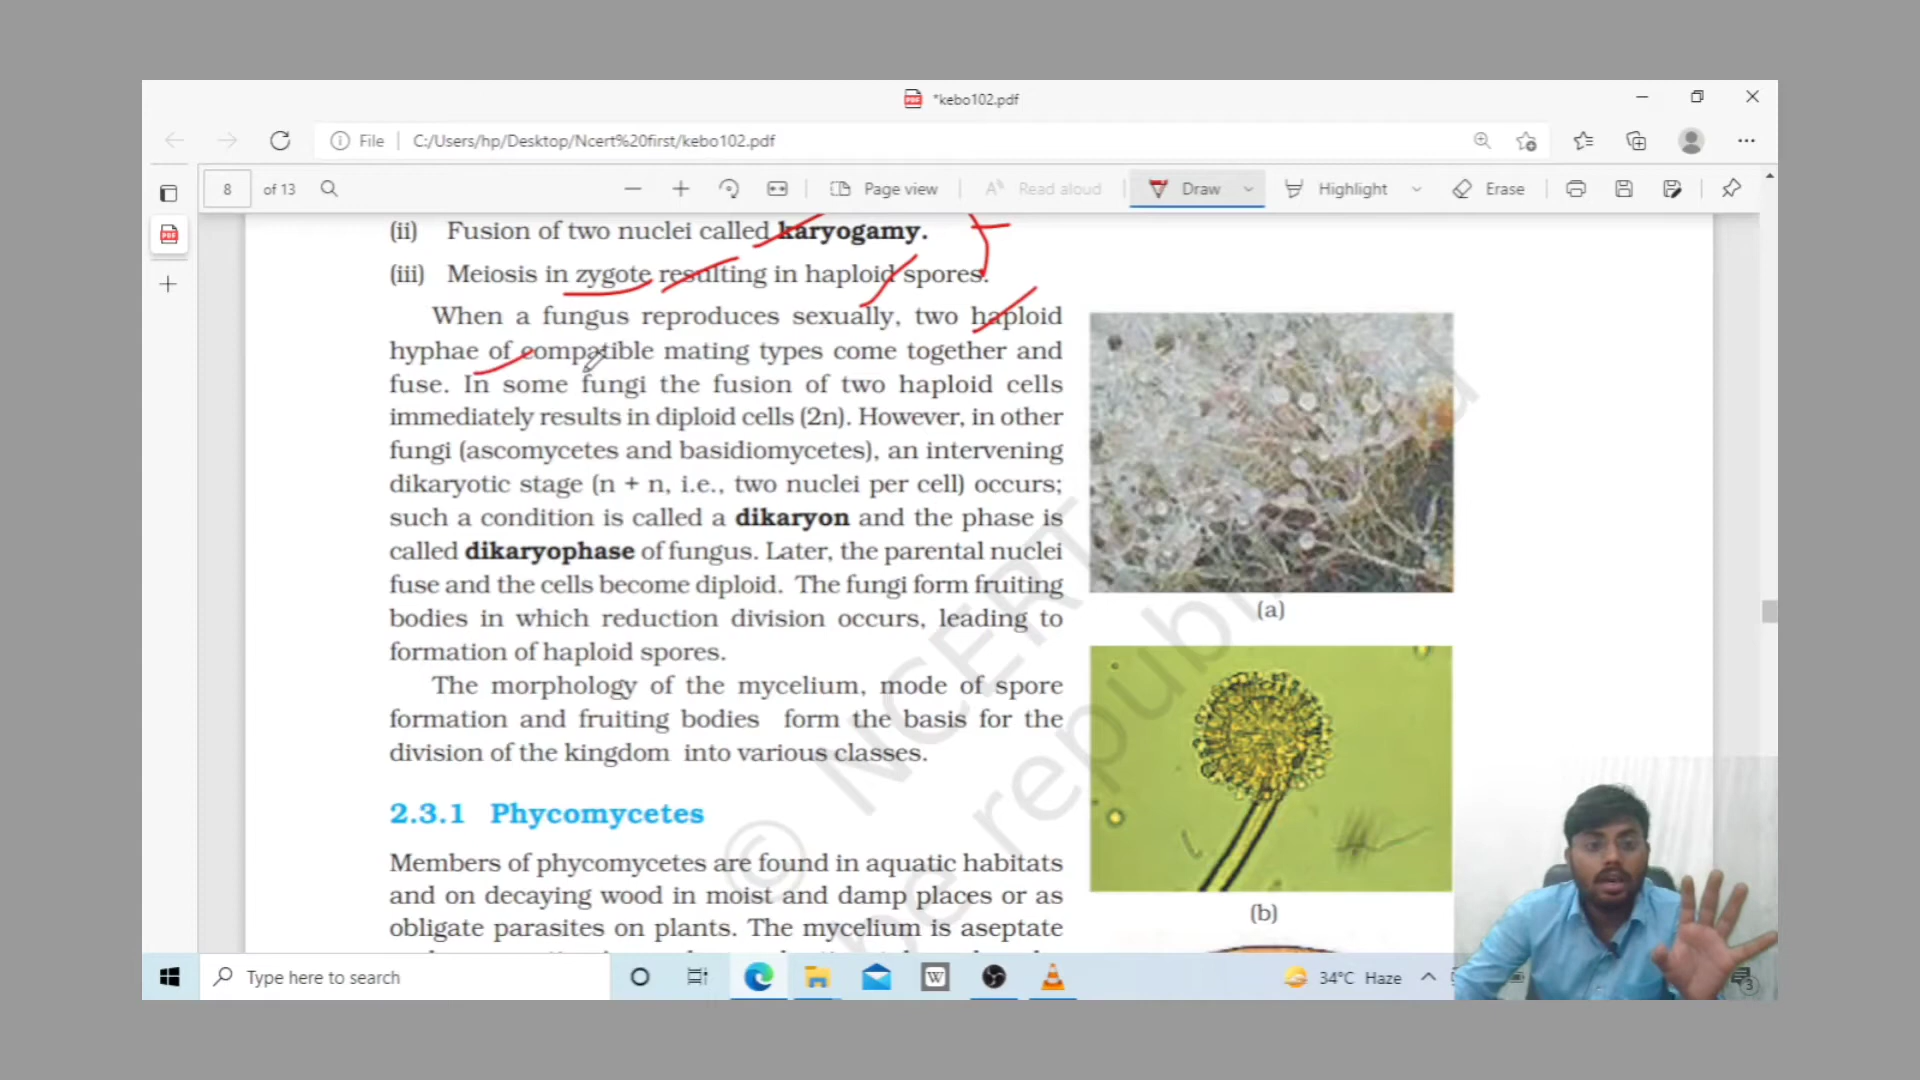 *kebo102.pdf
File C:/Users/hp/Desktop/Ncert%20first/kebo102.pdf
8 of 13 Page view Read aloud Draw Highlight Erase
(ii) Fusion of two nuclei called karyogamy.
(iii) Meiosis in zygote resulting in haploid spores.
When a fungus reproduces sexually, two haploid
hyphae of compatible mating types come together and
fuse. In some fungi the fusion of two haploid cells
immediately results in diploid cells (2n). However, in other
fungi (ascomycetes and basidiomycetes), an intervening
dikaryotic stage (n + n, i.e., two nuclei per cell) occurs;
such a condition is called a dikaryon and the phase is
called dikaryophase of fungus. Later, the parental nuclei
fuse and the cells become diploid. The fungi form fruiting
bodies in which reduction division occurs, leading to
formation of haploid spores.
The morphology of the mycelium, mode of spore
formation and fruiting bodies form the basis for the
division of the kingdom into various classes.
2.3.1 Phycomycetes
Members of phycomycetes are found in aquatic habitats
and on decaying wood in moist and damp places or as
obligate parasites on plants. The mycelium is aseptate
(a)
(b)
© NCERT
be republi
Type here to search
34°C Haze
3